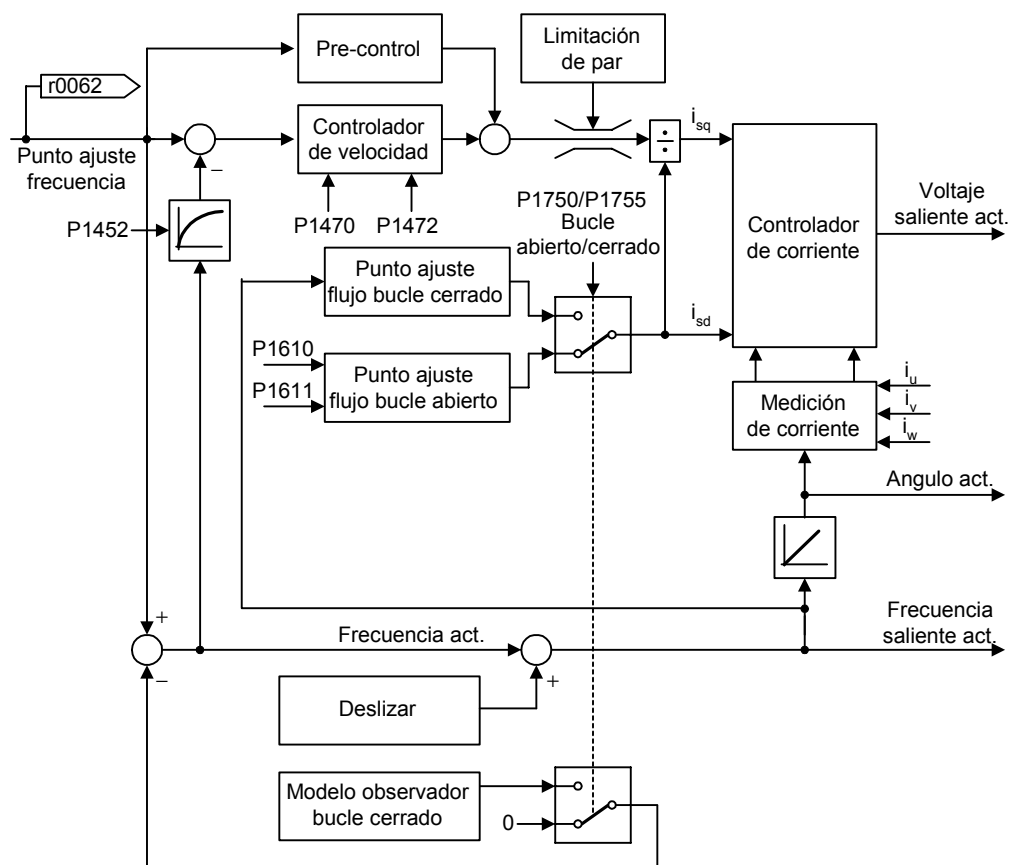 Pre-control
Limitación
de par
r0062
Punto ajuste
frecuencia
−
Controlador
de velocidad
÷
i_sq
P1452
P1470
P1472
P1750/P1755
Bucle
abierto/cerrado
Controlador
de corriente
Voltaje
saliente act.
Punto ajuste
flujo bucle cerrado
i_sd
P1610
P1611
Punto ajuste
flujo bucle abierto
Medición
de corriente
i_u
i_v
i_w
Angulo act.
+
−
Frecuencia act.
+
Frecuencia
saliente act.
Deslizar
Modelo observador
bucle cerrado
0